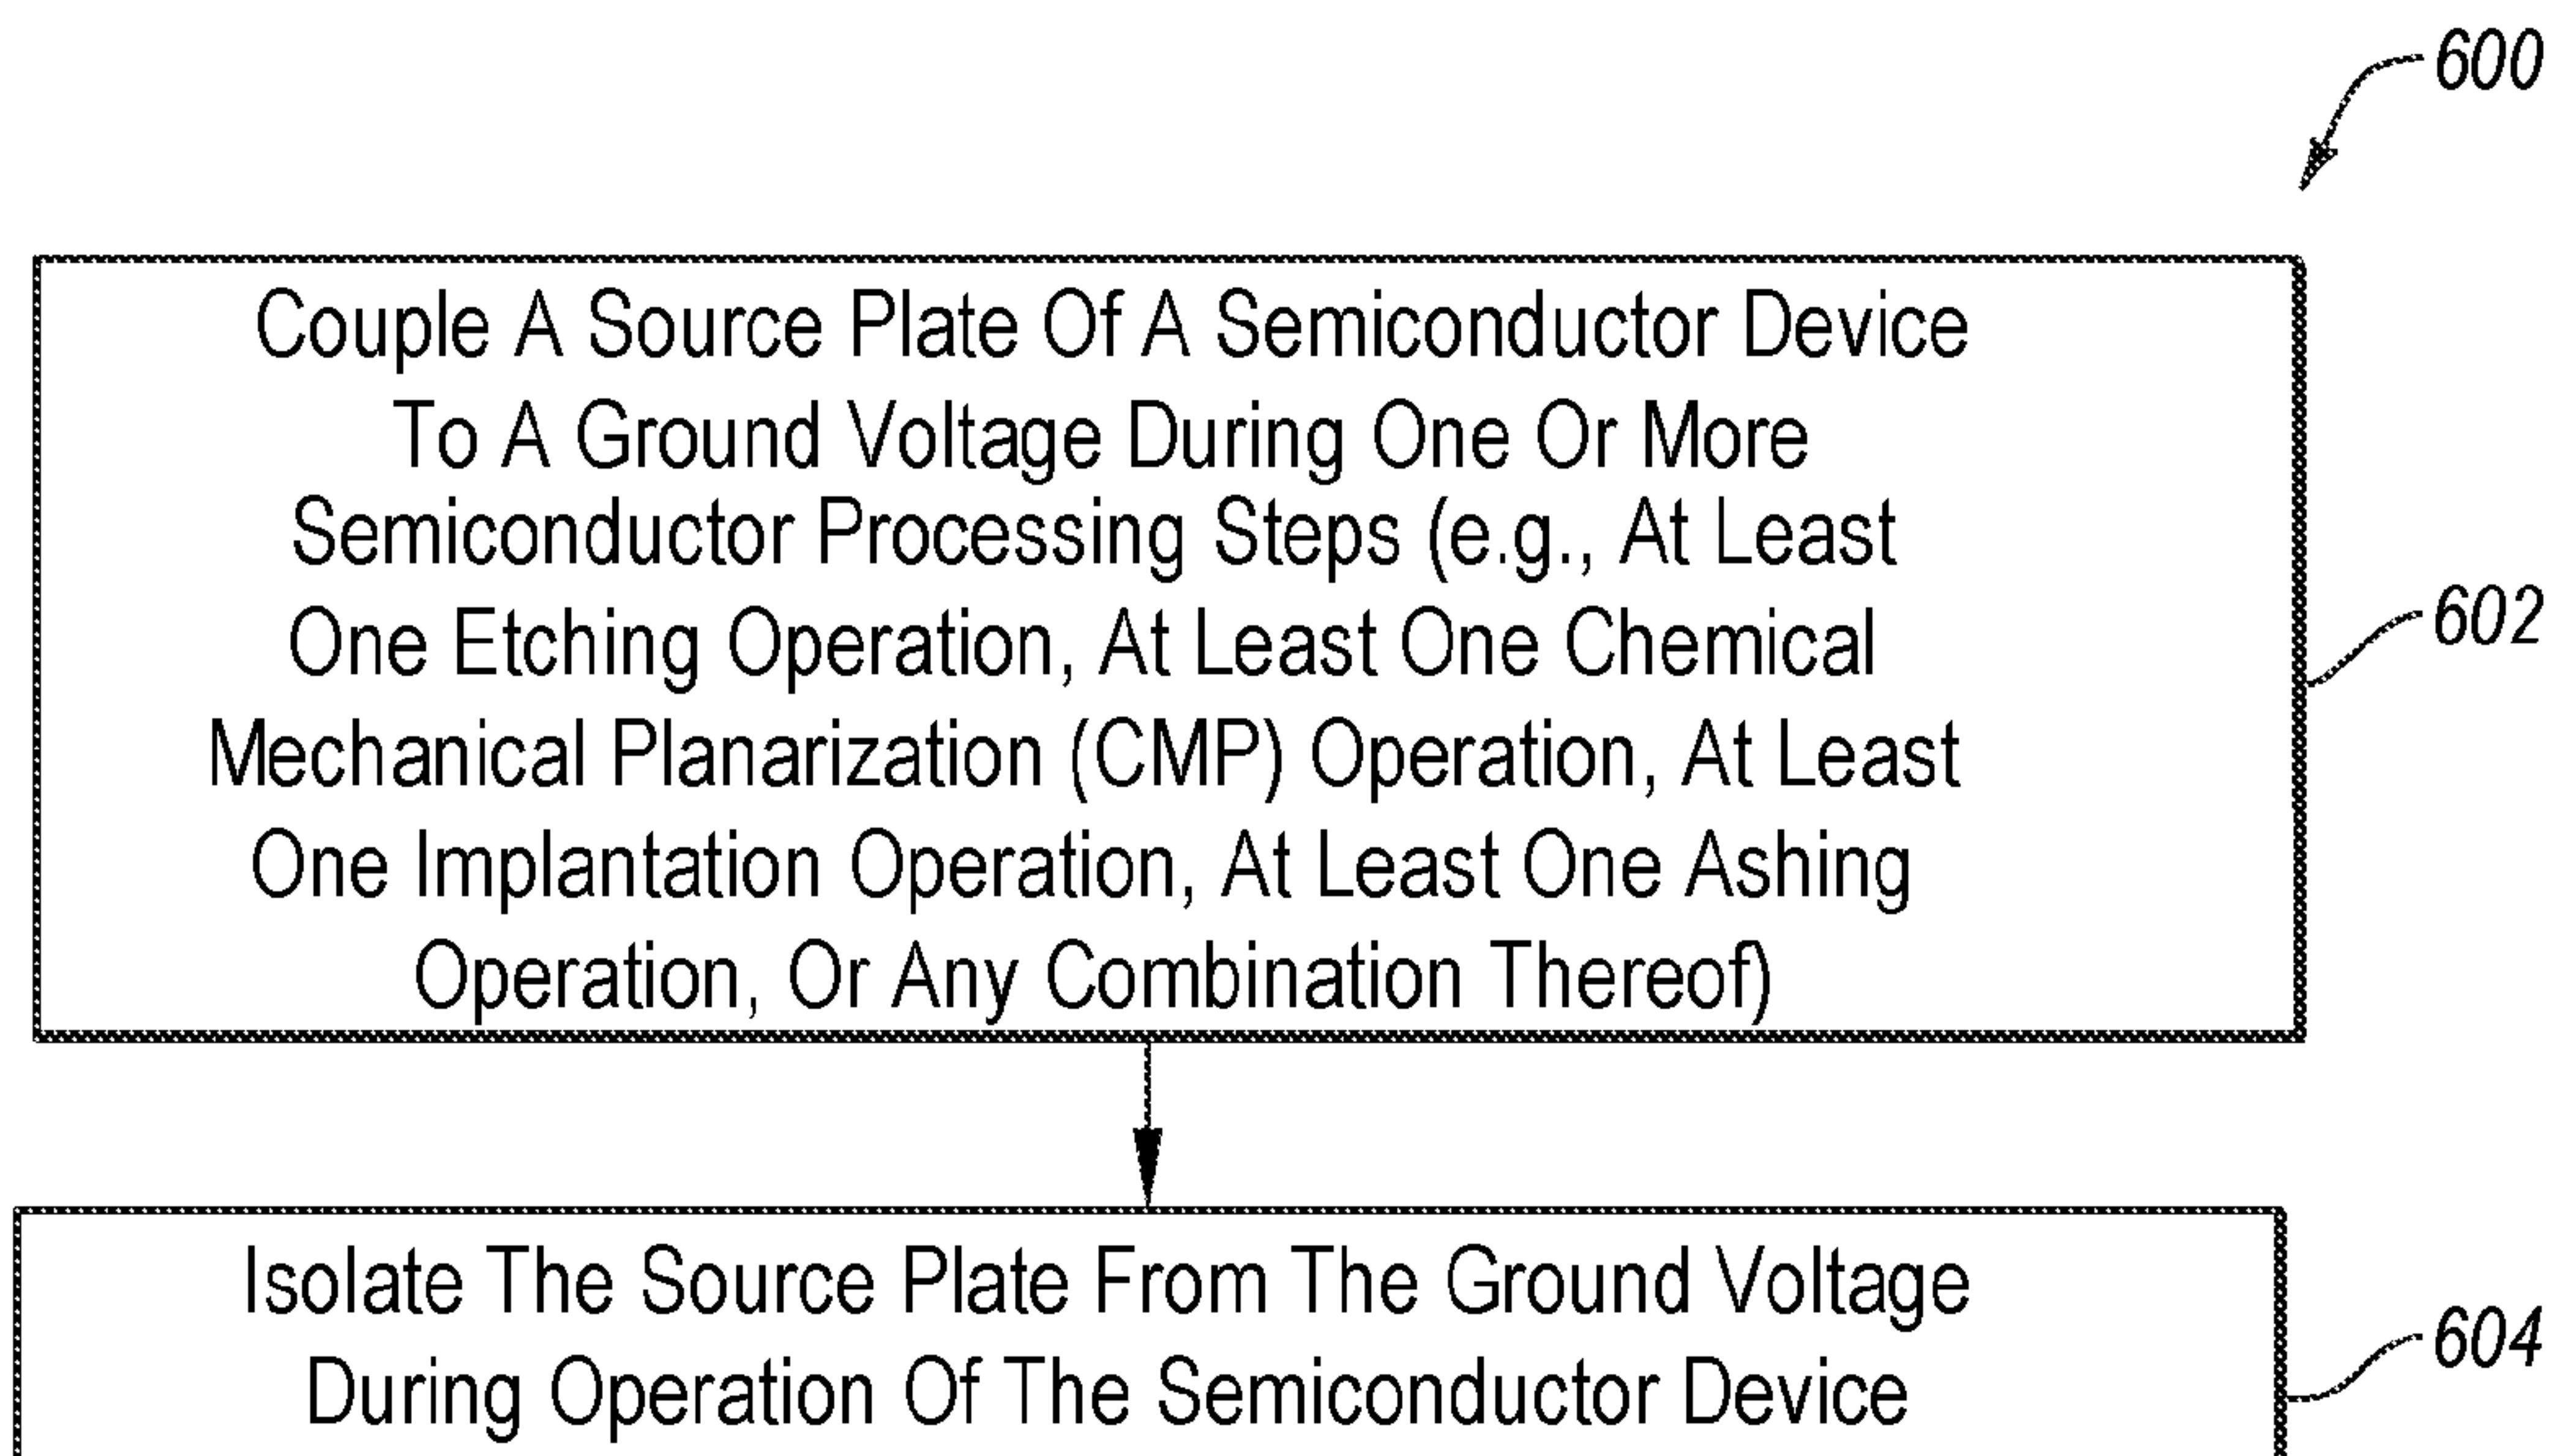 600
Couple A Source Plate Of A Semiconductor Device
To A Ground Voltage During One Or More
Semiconductor Processing Steps (e.g., At Least
One Etching Operation, At Least One Chemical
Mechanical Planarization (CMP) Operation, At Least
One Implantation Operation, At Least One Ashing
Operation, Or Any Combination Thereof)
602
Isolate The Source Plate From The Ground Voltage
During Operation Of The Semiconductor Device
604